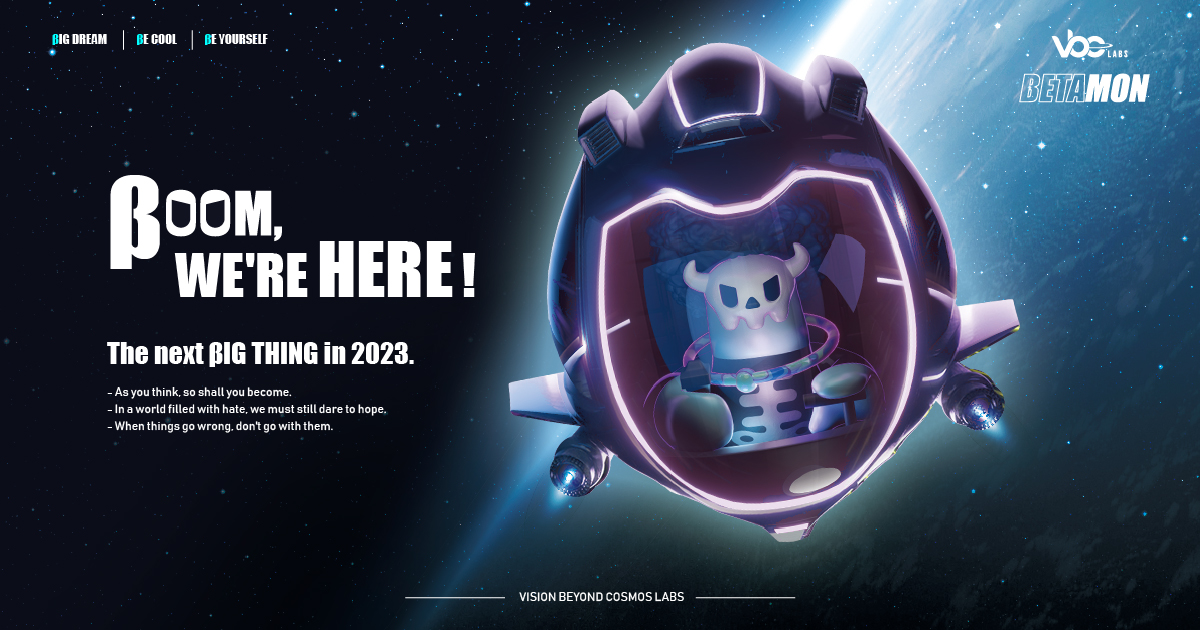 βIG DREAM | βE COOL | βE YOURSELF
VBC LABS
BETAMON
βOOM,
WE'RE HERE !
The next βIG THING in 2023.
- As you think, so shall you become.
- In a world filled with hate, we must still dare to hope.
- When things go wrong, don't go with them.
VISION BEYOND COSMOS LABS